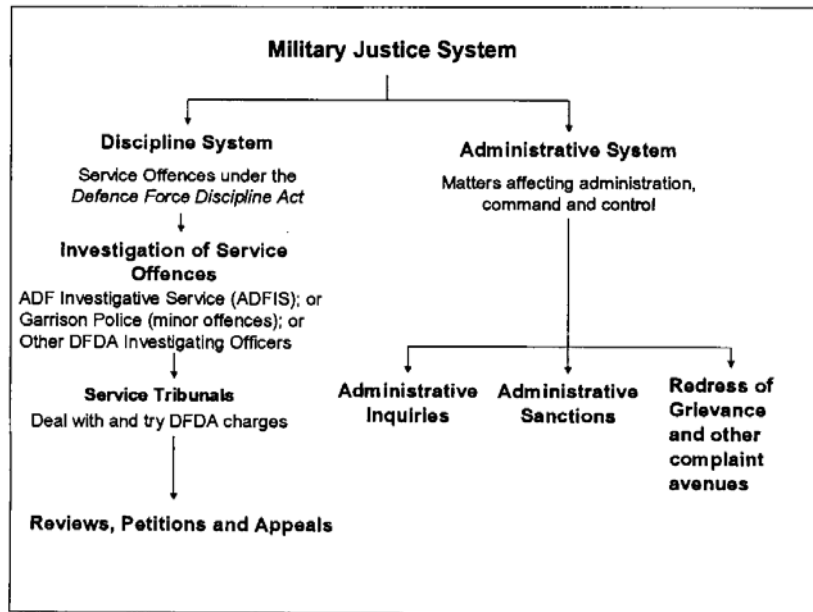 Military Justice System
Discipline System
Service Offences under the
Defence Force Discipline Act
Investigation of Service
Offences
ADF Investigative Service (ADFIS); or
Garrison Police (minor offences); or
Other DFDA Investigating Officers
Service Tribunals
Deal with and try DFDA charges
Reviews, Petitions and Appeals
Administrative System
Matters affecting administration,
command and control
Administrative
Inquiries
Administrative
Sanctions
Redress of
Grievance
and other
complaint
avenues